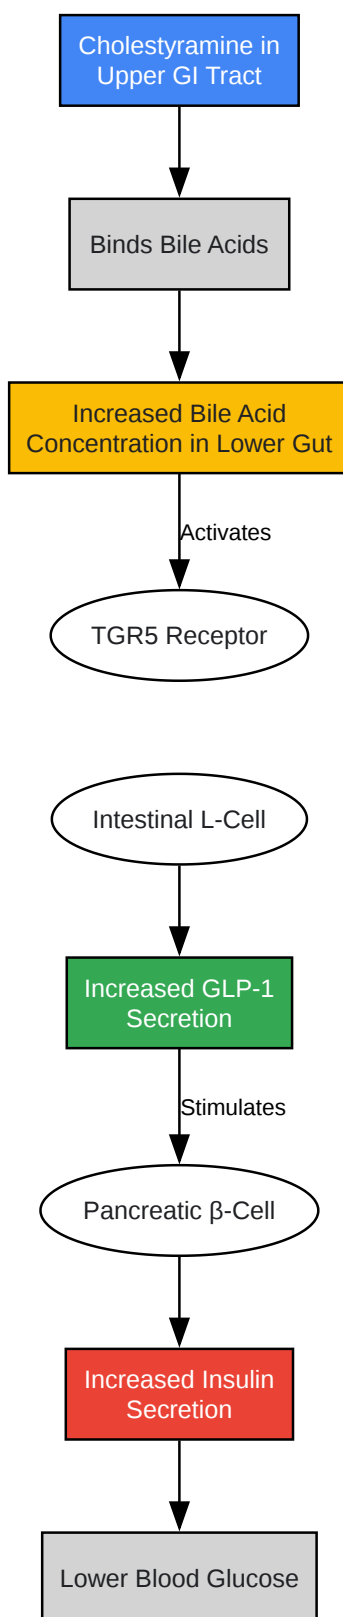 Cholestyramine in
Upper GI Tract
Binds Bile Acids
Increased Bile Acid
Concentration in Lower Gut
Activates
TGR5 Receptor
Intestinal L-Cell
Increased GLP-1
Secretion
Stimulates
Pancreatic β-Cell
Increased Insulin
Secretion
Lower Blood Glucose